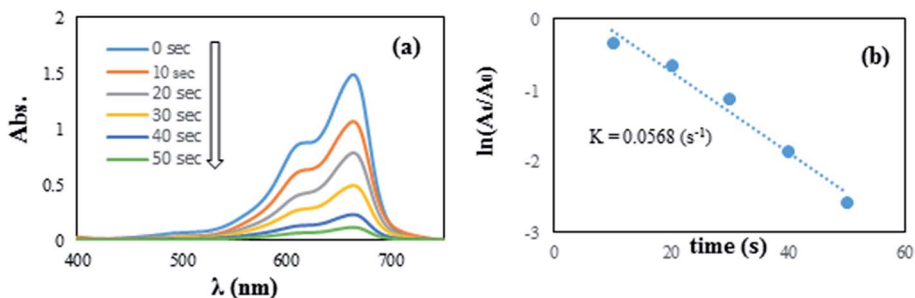 2
1.5
1
0.5
0
Abs.
0 sec
10 sec
20 sec
30 sec
40 sec
50 sec
(a)
400
500
600
700
λ (nm)
0
-1
-2
-3
ln(At/A0)
(b)
K = 0.0568 (s⁻¹)
0
20
40
60
time (s)